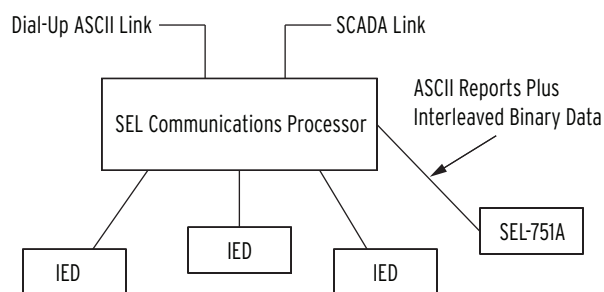 Dial-Up ASCII Link
SCADA Link
SEL Communications Processor
ASCII Reports Plus
Interleaved Binary Data
SEL-751A
IED
IED
IED